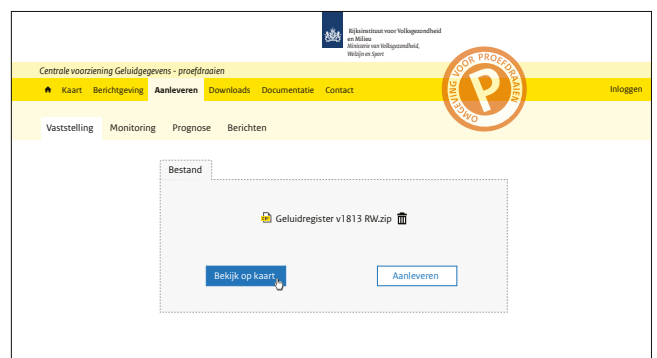 Rijksinstituut voor Volksgezondheid
en Milieu
Ministerie van Volksgezondheid,
Welzijn en Sport
Centrale voorziening Geluidgegevens - proefdraaien
OMGEVING VOOR PROEFDRAAIEN
P
Kaart Berichtgeving Aanleveren Downloads Documentatie Contact Inloggen
Vaststelling Monitoring Prognose Berichten
Bestand
ZIP Geluidregister v1813 RW.zip
Bekijk op kaart Aanleveren